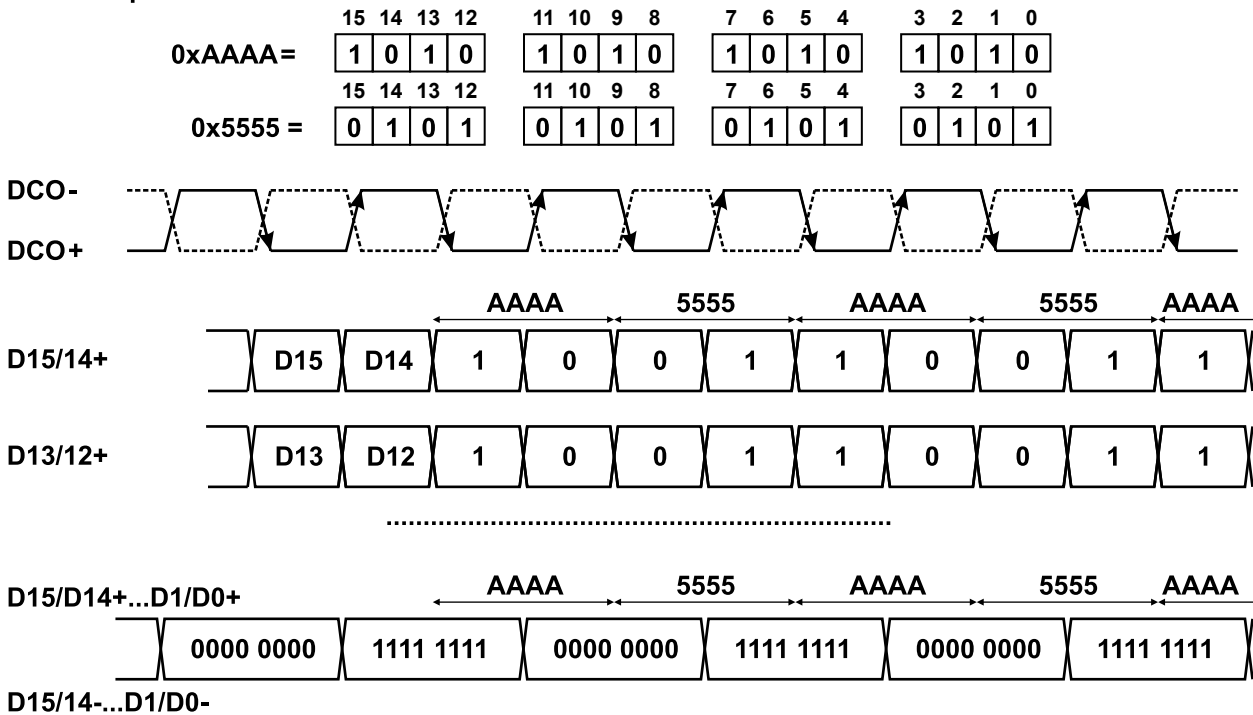 15 14 13 12 11 10 9 8 7 6 5 4 3 2 1 0
0xAAAA= 1 0 1 0 1 0 1 0 1 0 1 0 1 0 1 0
15 14 13 12 11 10 9 8 7 6 5 4 3 2 1 0
0x5555 = 0 1 0 1 0 1 0 1 0 1 0 1 0 1 0 1
DCO-
DCO+
AAAA 5555 AAAA 5555 AAAA
D15/14+ D15 D14 1 0 0 1 1 0 0 1 1
D13/12+ D13 D12 1 0 0 1 1 0 0 1 1
D15/D14+...D1/D0+ AAAA 5555 AAAA 5555 AAAA
0000 0000 1111 1111 0000 0000 1111 1111 0000 0000 1111 1111
D15/14-...D1/D0-